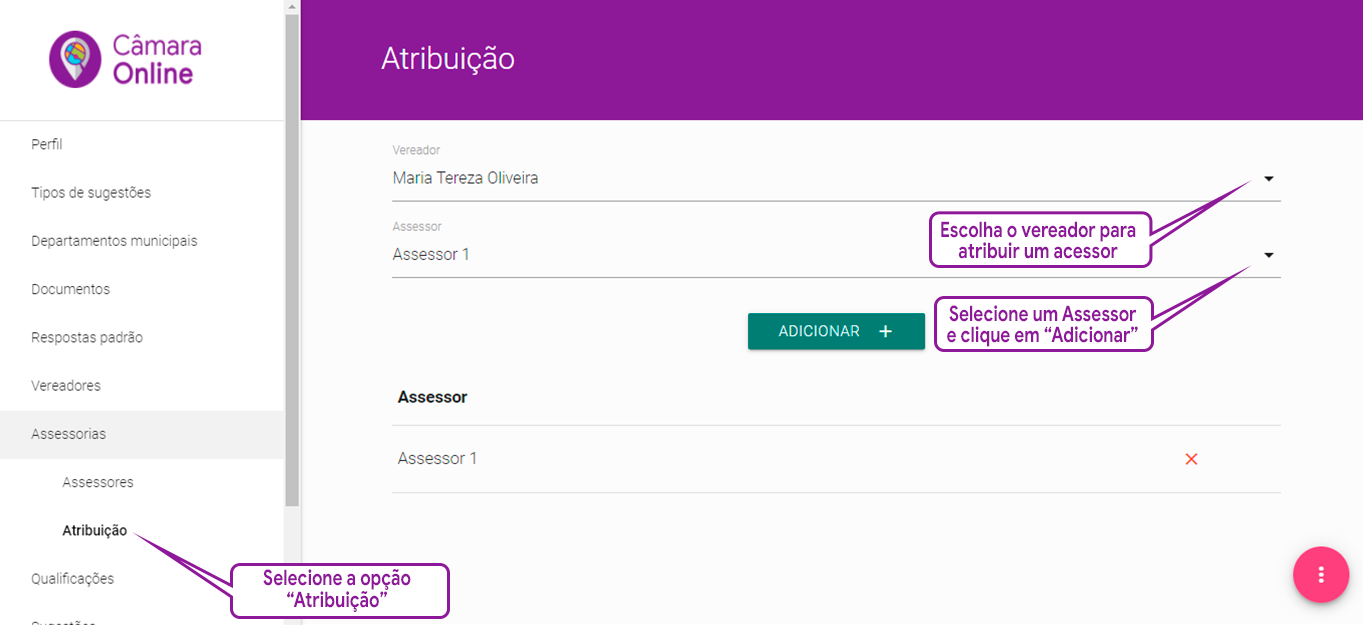 Câmara
Online
Atribuição
Perfil
Tipos de sugestões
Departamentos municipais
Documentos
Respostas padrão
Vereadores
Assessorias
Assessores
Atribuição
Qualificações
Sugestões
Vereador
Maria Tereza Oliveira
Assessor
Assessor 1
Escolha o vereador para
atribuir um acessor
Selecione um Assessor
e clique em “Adicionar”
ADICIONAR +
Assessor
Assessor 1
Selecione a opção
“Atribuição”